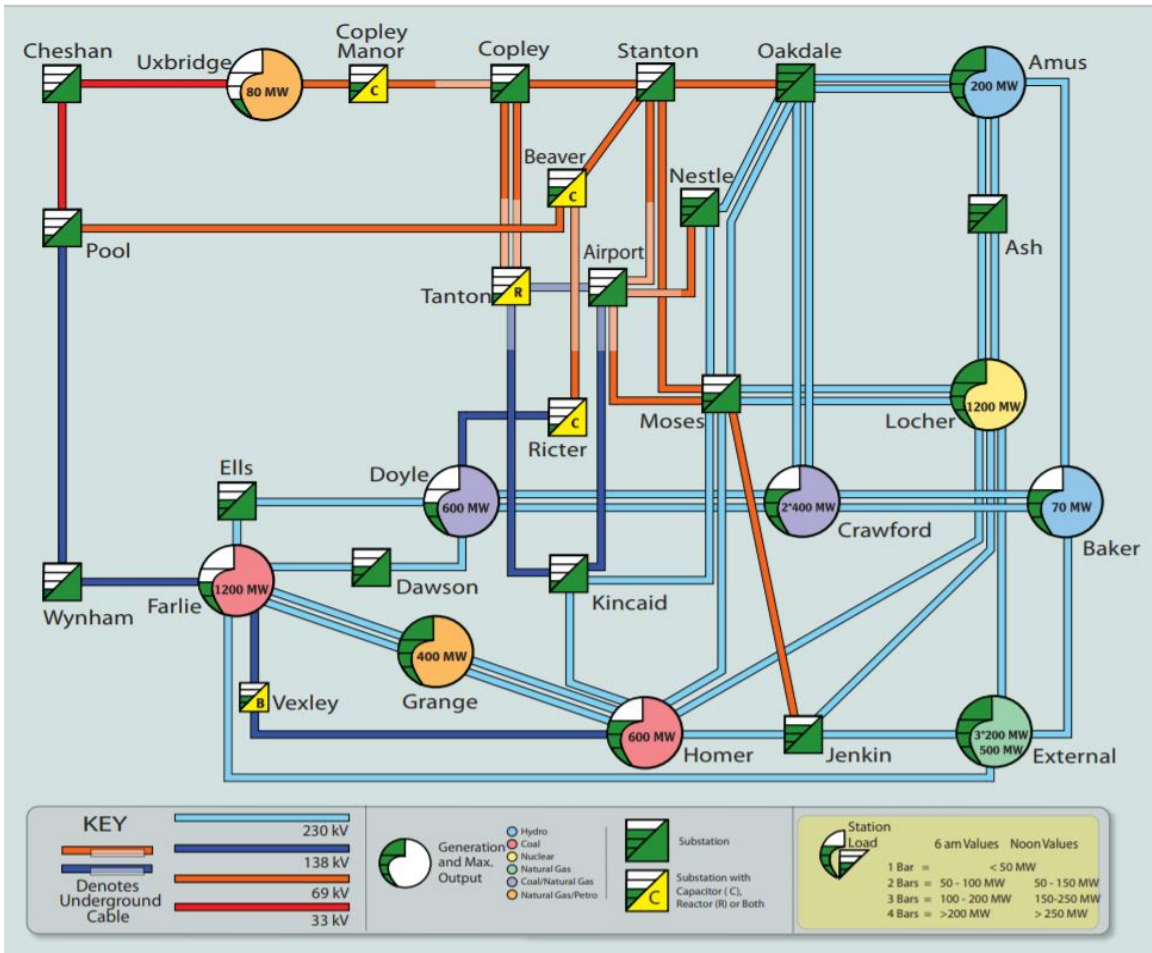 Cheshan
Uxbridge
80 MW
Copley
Manor
C
Copley
Stanton
Oakdale
Amus
200 MW
Beaver
C
Nestle
Pool
Airport
Ash
Tanton
R
Moses
Locher
1200 MW
Ricter
C
Ells
Doyle
600 MW
2*400 MW
Crawford
70 MW
Baker
Wynham
Farlie
1200 MW
Dawson
Kincaid
400 MW
Grange
B
Vexley
600 MW
Homer
Jenkin
3*200 MW
500 MW
External
KEY
Denotes
Underground
Cable
230 kV
138 kV
69 kV
33 kV
Generation
and Max.
Output
Hydro
Coal
Nuclear
Natural Gas
Coal/Natural Gas
Natural Gas/Petro
Substation
C
Substation with
Capacitor ( C),
Reactor (R) or Both
Station
Load
6 am Values Noon Values
1 Bar = < 50 MW
2 Bars = 50 - 100 MW 50 - 150 MW
3 Bars = 100 - 200 MW 150-250 MW
4 Bars = >200 MW > 250 MW